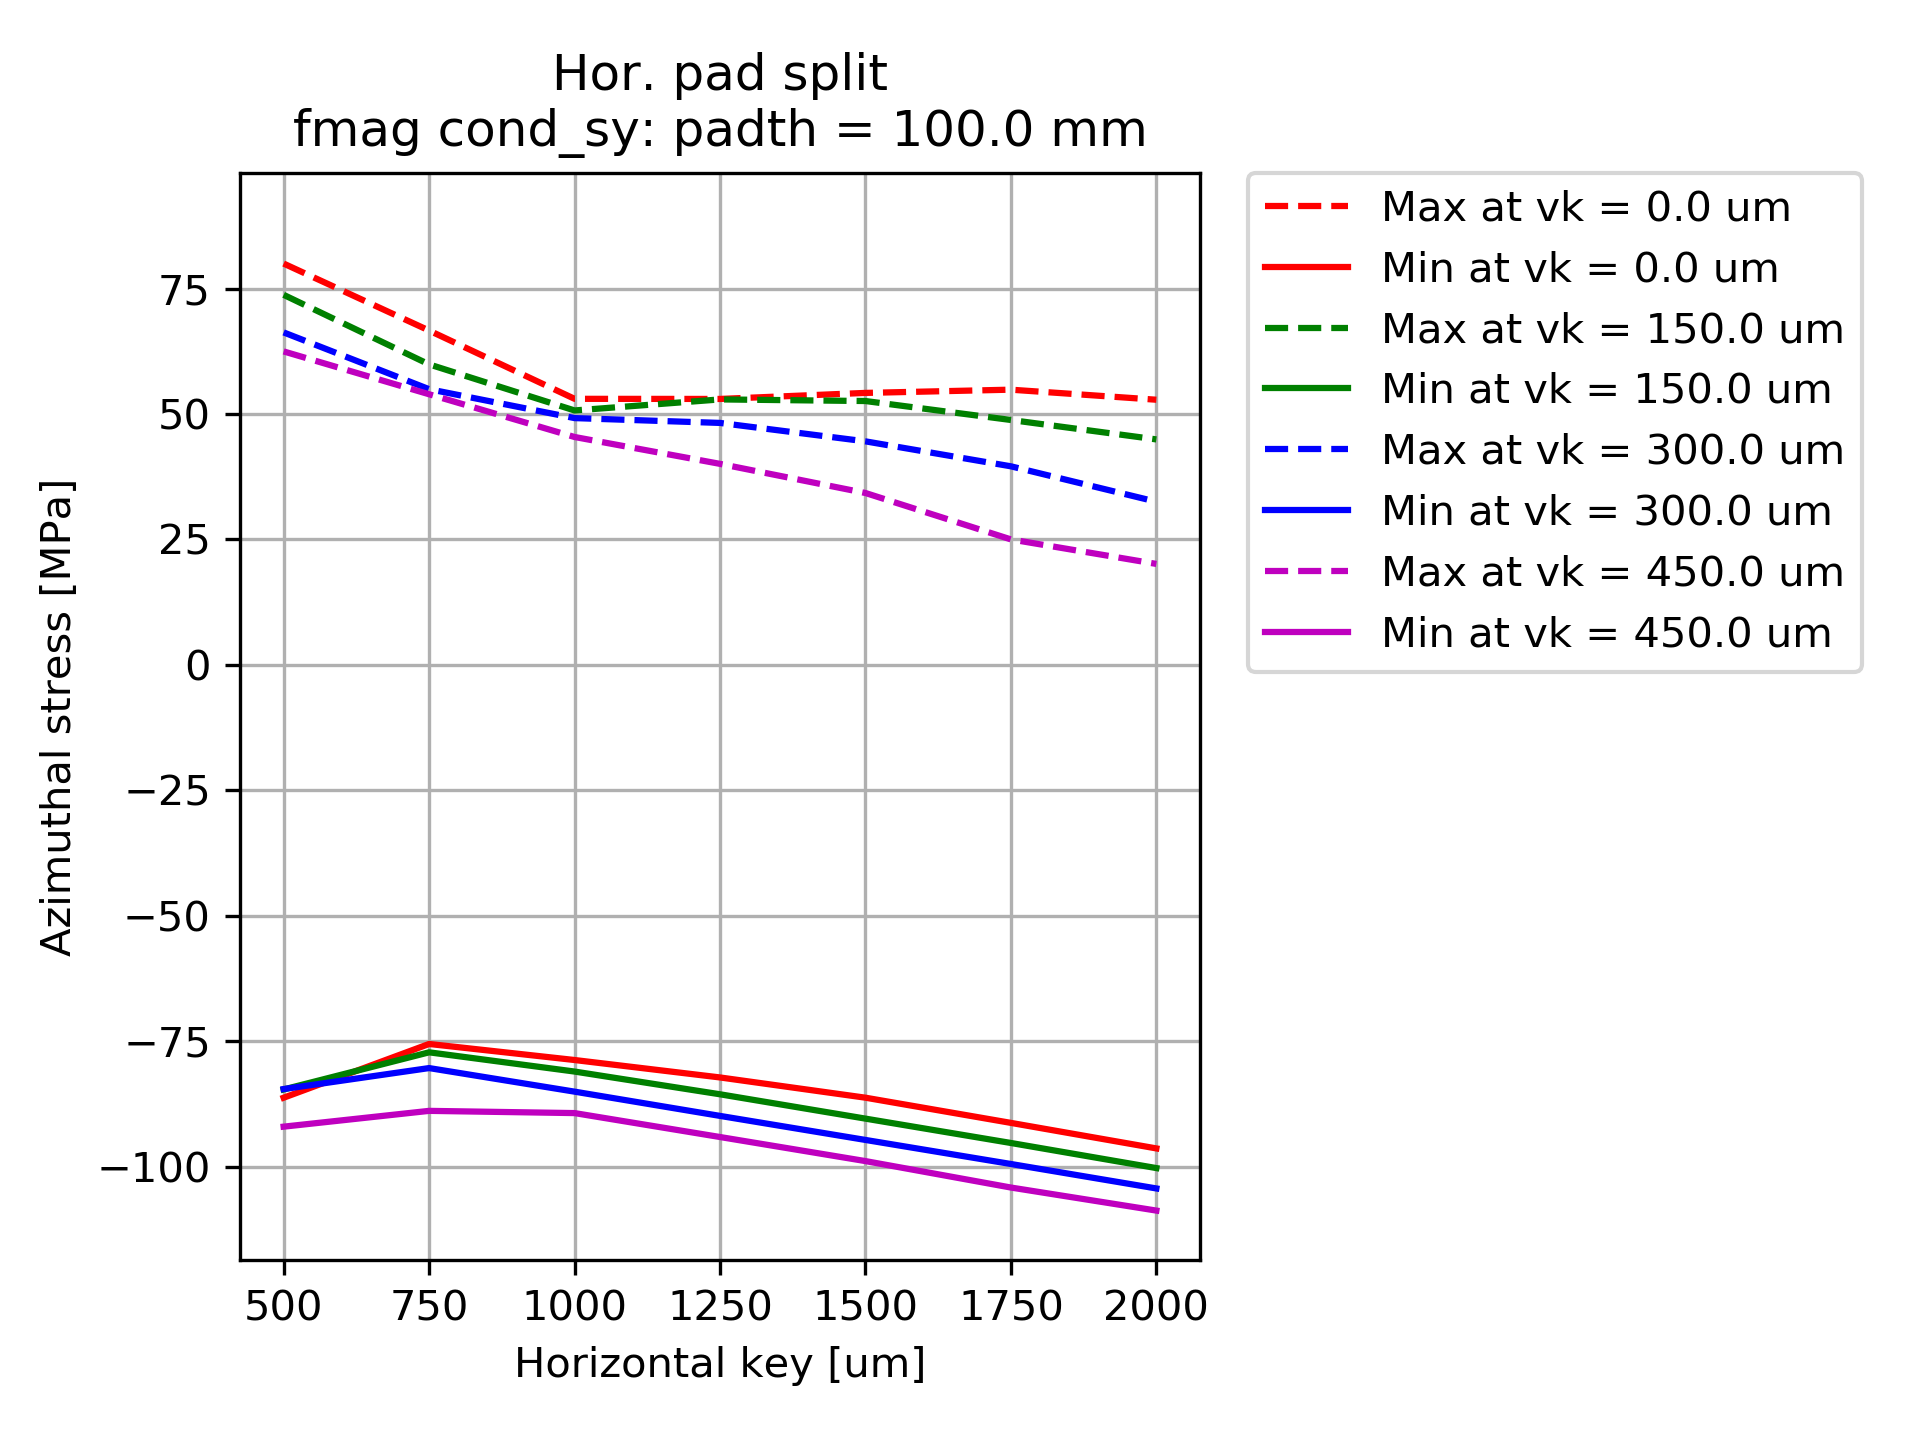 Hor. pad split
fmag cond_sy: padth = 100.0 mm
Azimuthal stress [MPa]
75
50
25
0
−25
−50
−75
−100
500 750 1000 1250 1500 1750 2000
Horizontal key [um]
Max at vk = 0.0 um
Min at vk = 0.0 um
Max at vk = 150.0 um
Min at vk = 150.0 um
Max at vk = 300.0 um
Min at vk = 300.0 um
Max at vk = 450.0 um
Min at vk = 450.0 um